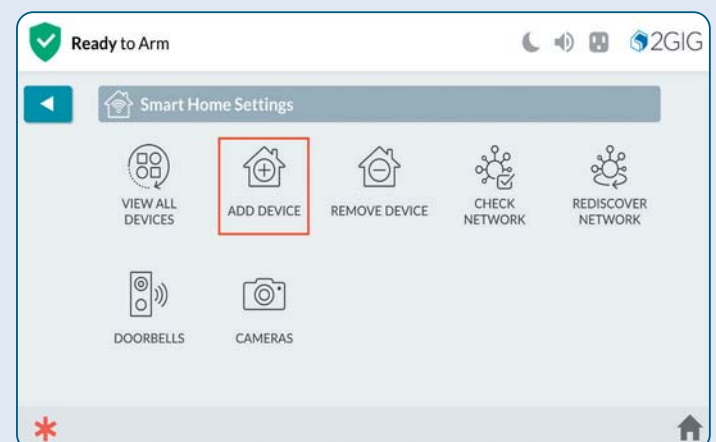 Ready to Arm
2GIG
Smart Home Settings
VIEW ALL
DEVICES
ADD DEVICE
REMOVE DEVICE
CHECK
NETWORK
REDISCOVER
NETWORK
DOORBELLS
CAMERAS